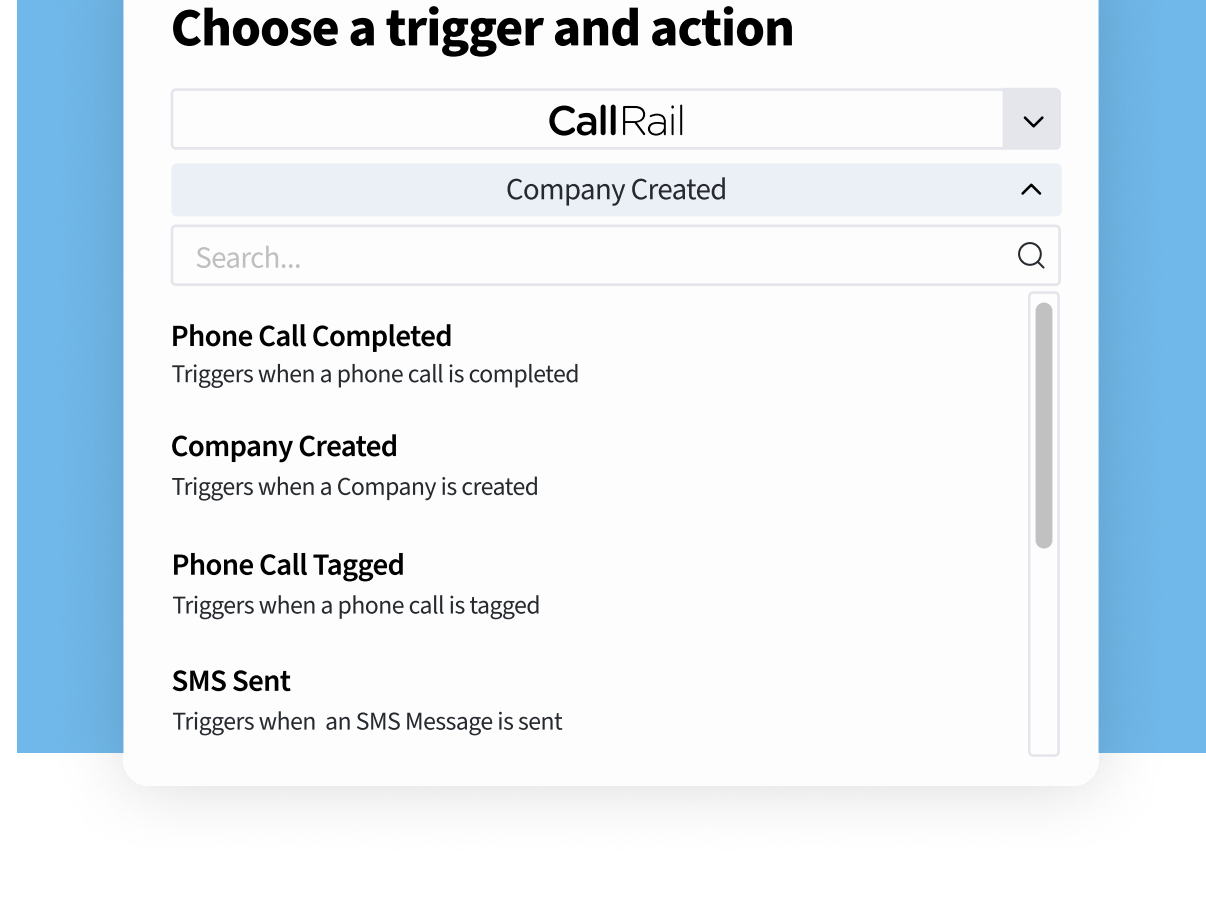 Choose a trigger and action
CallRail
Company Created
Search...
Phone Call Completed
Triggers when a phone call is completed
Company Created
Triggers when a Company is created
Phone Call Tagged
Triggers when a phone call is tagged
SMS Sent
Triggers when  an SMS Message is sent